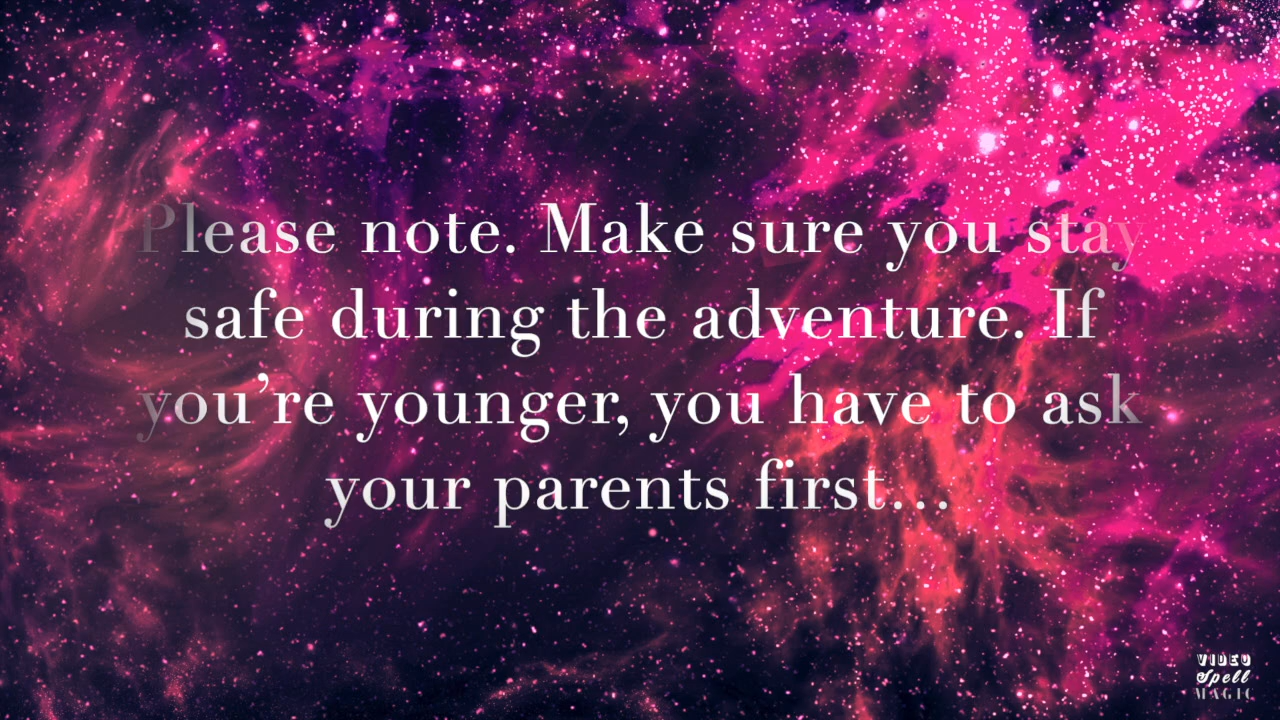 Please note. Make sure you stay
safe during the adventure. If
you’re younger, you have to ask
your parents first...
VIDEO
Spell
MAGIC